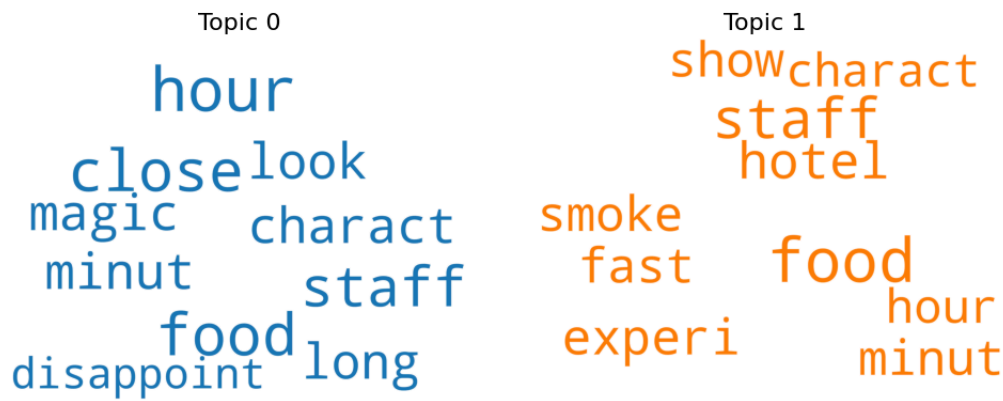 Topic 0
hour
close look
magic
charact
minut
staff
food
disappoint
long
Topic 1
show charact
staff
hotel
smoke
fast
food
hour
experi
minut